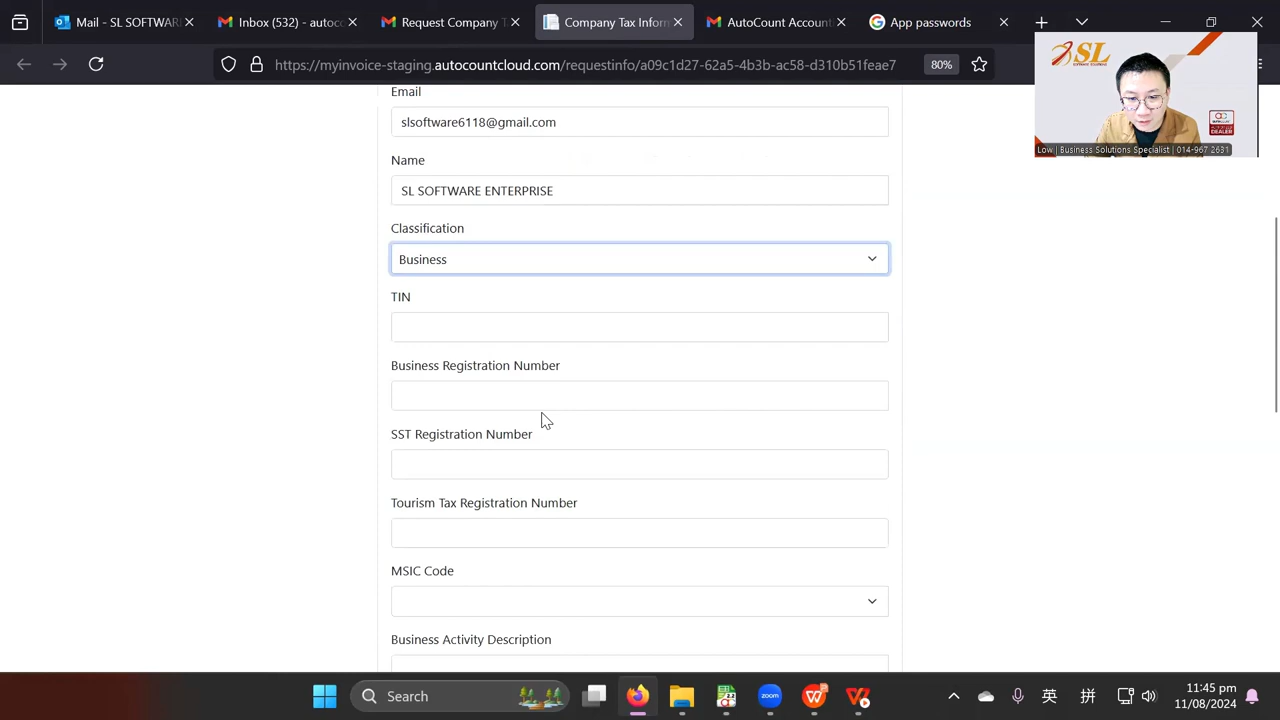 Mail - SL SOFTWAR
Inbox (532) - autoc
Request Company T
Company Tax Inform
AutoCount Account
App passwords
https://myinvoice-staging.autocountcloud.com/requestinfo/a09c1d27-62a5-4b3b-ac58-d310b51feae7
80%
SL
Low | Business Solutions Specialist | 014-967 2631
Email
slsoftware6118@gmail.com
Name
SL SOFTWARE ENTERPRISE
Classification
Business
TIN
Business Registration Number
SST Registration Number
Tourism Tax Registration Number
MSIC Code
Business Activity Description
Search
英
拼
11:45 pm
11/08/2024